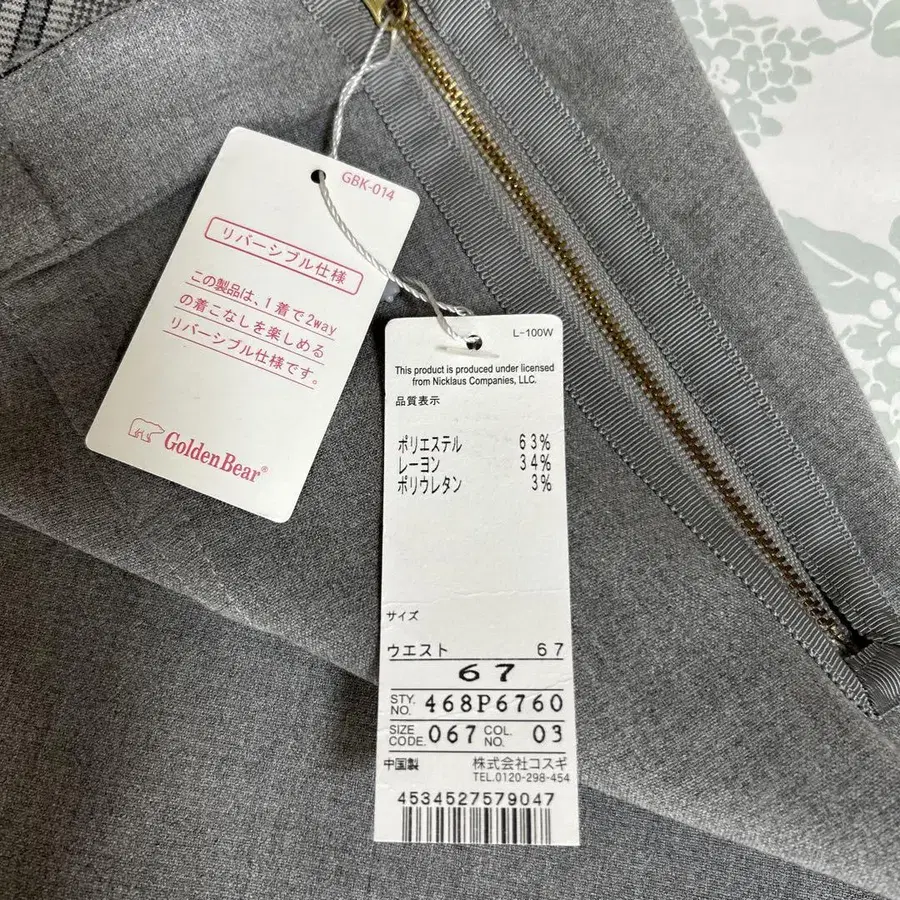 GBK-014
リバーシブル仕様
この製品は、1着で2way
の着こなしを楽しめる
リバーシブル仕様です。
Golden Bear®
L-100W
This product is produced under licensed
from Nicklaus Companies, LLC.
品質表示
ポリエステル 63%
レーヨン 34%
ポリウレタン 3%
サイズ
ウエスト 67
67
STY. NO. 468P6760
SIZE CODE. 067 COL. NO. 03
中国製 株式会社コスギ
TEL.0120-298-454
4534527579047